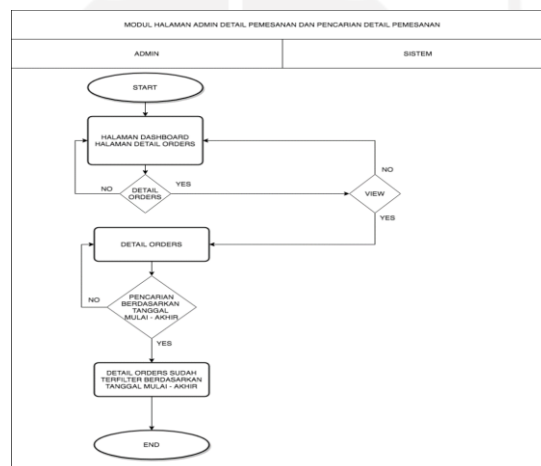 MODUL HALAMAN ADMIN DETAIL PEMESANAN DAN PENCARIAN DETAIL PEMESANAN
ADMIN
SISTEM
START
HALAMAN DASHBOARD
HALAMAN DETAIL ORDERS
NO
DETAIL
ORDERS
YES
NO
VIEW
YES
DETAIL ORDERS
NO
PENCARIAN
BERDASARKAN
TANGGAL
MULAI - AKHIR
YES
DETAIL ORDERS SUDAH
TERFILTER BERDASARKAN
TANGGAL MULAI - AKHIR
END